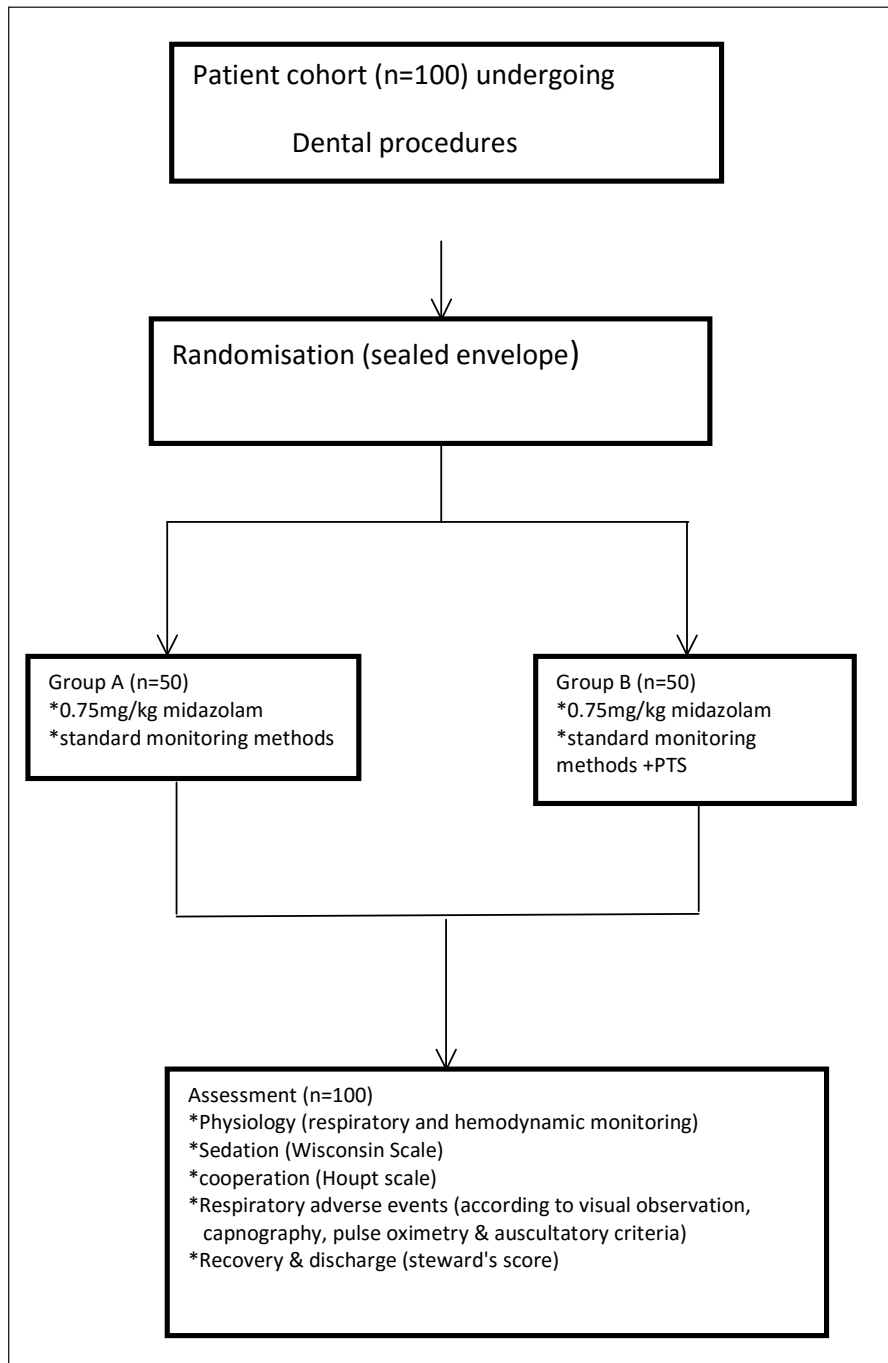 Patient cohort (n=100) undergoing
Dental procedures
Randomisation (sealed envelope)
Group A (n=50)
*0.75mg/kg midazolam
*standard monitoring methods
Group B (n=50)
*0.75mg/kg midazolam
*standard monitoring
methods +PTS
Assessment (n=100)
*Physiology (respiratory and hemodynamic monitoring)
*Sedation (Wisconsin Scale)
*cooperation (Houpt scale)
*Respiratory adverse events (according to visual observation,
capnography, pulse oximetry & auscultatory criteria)
*Recovery & discharge (steward's score)